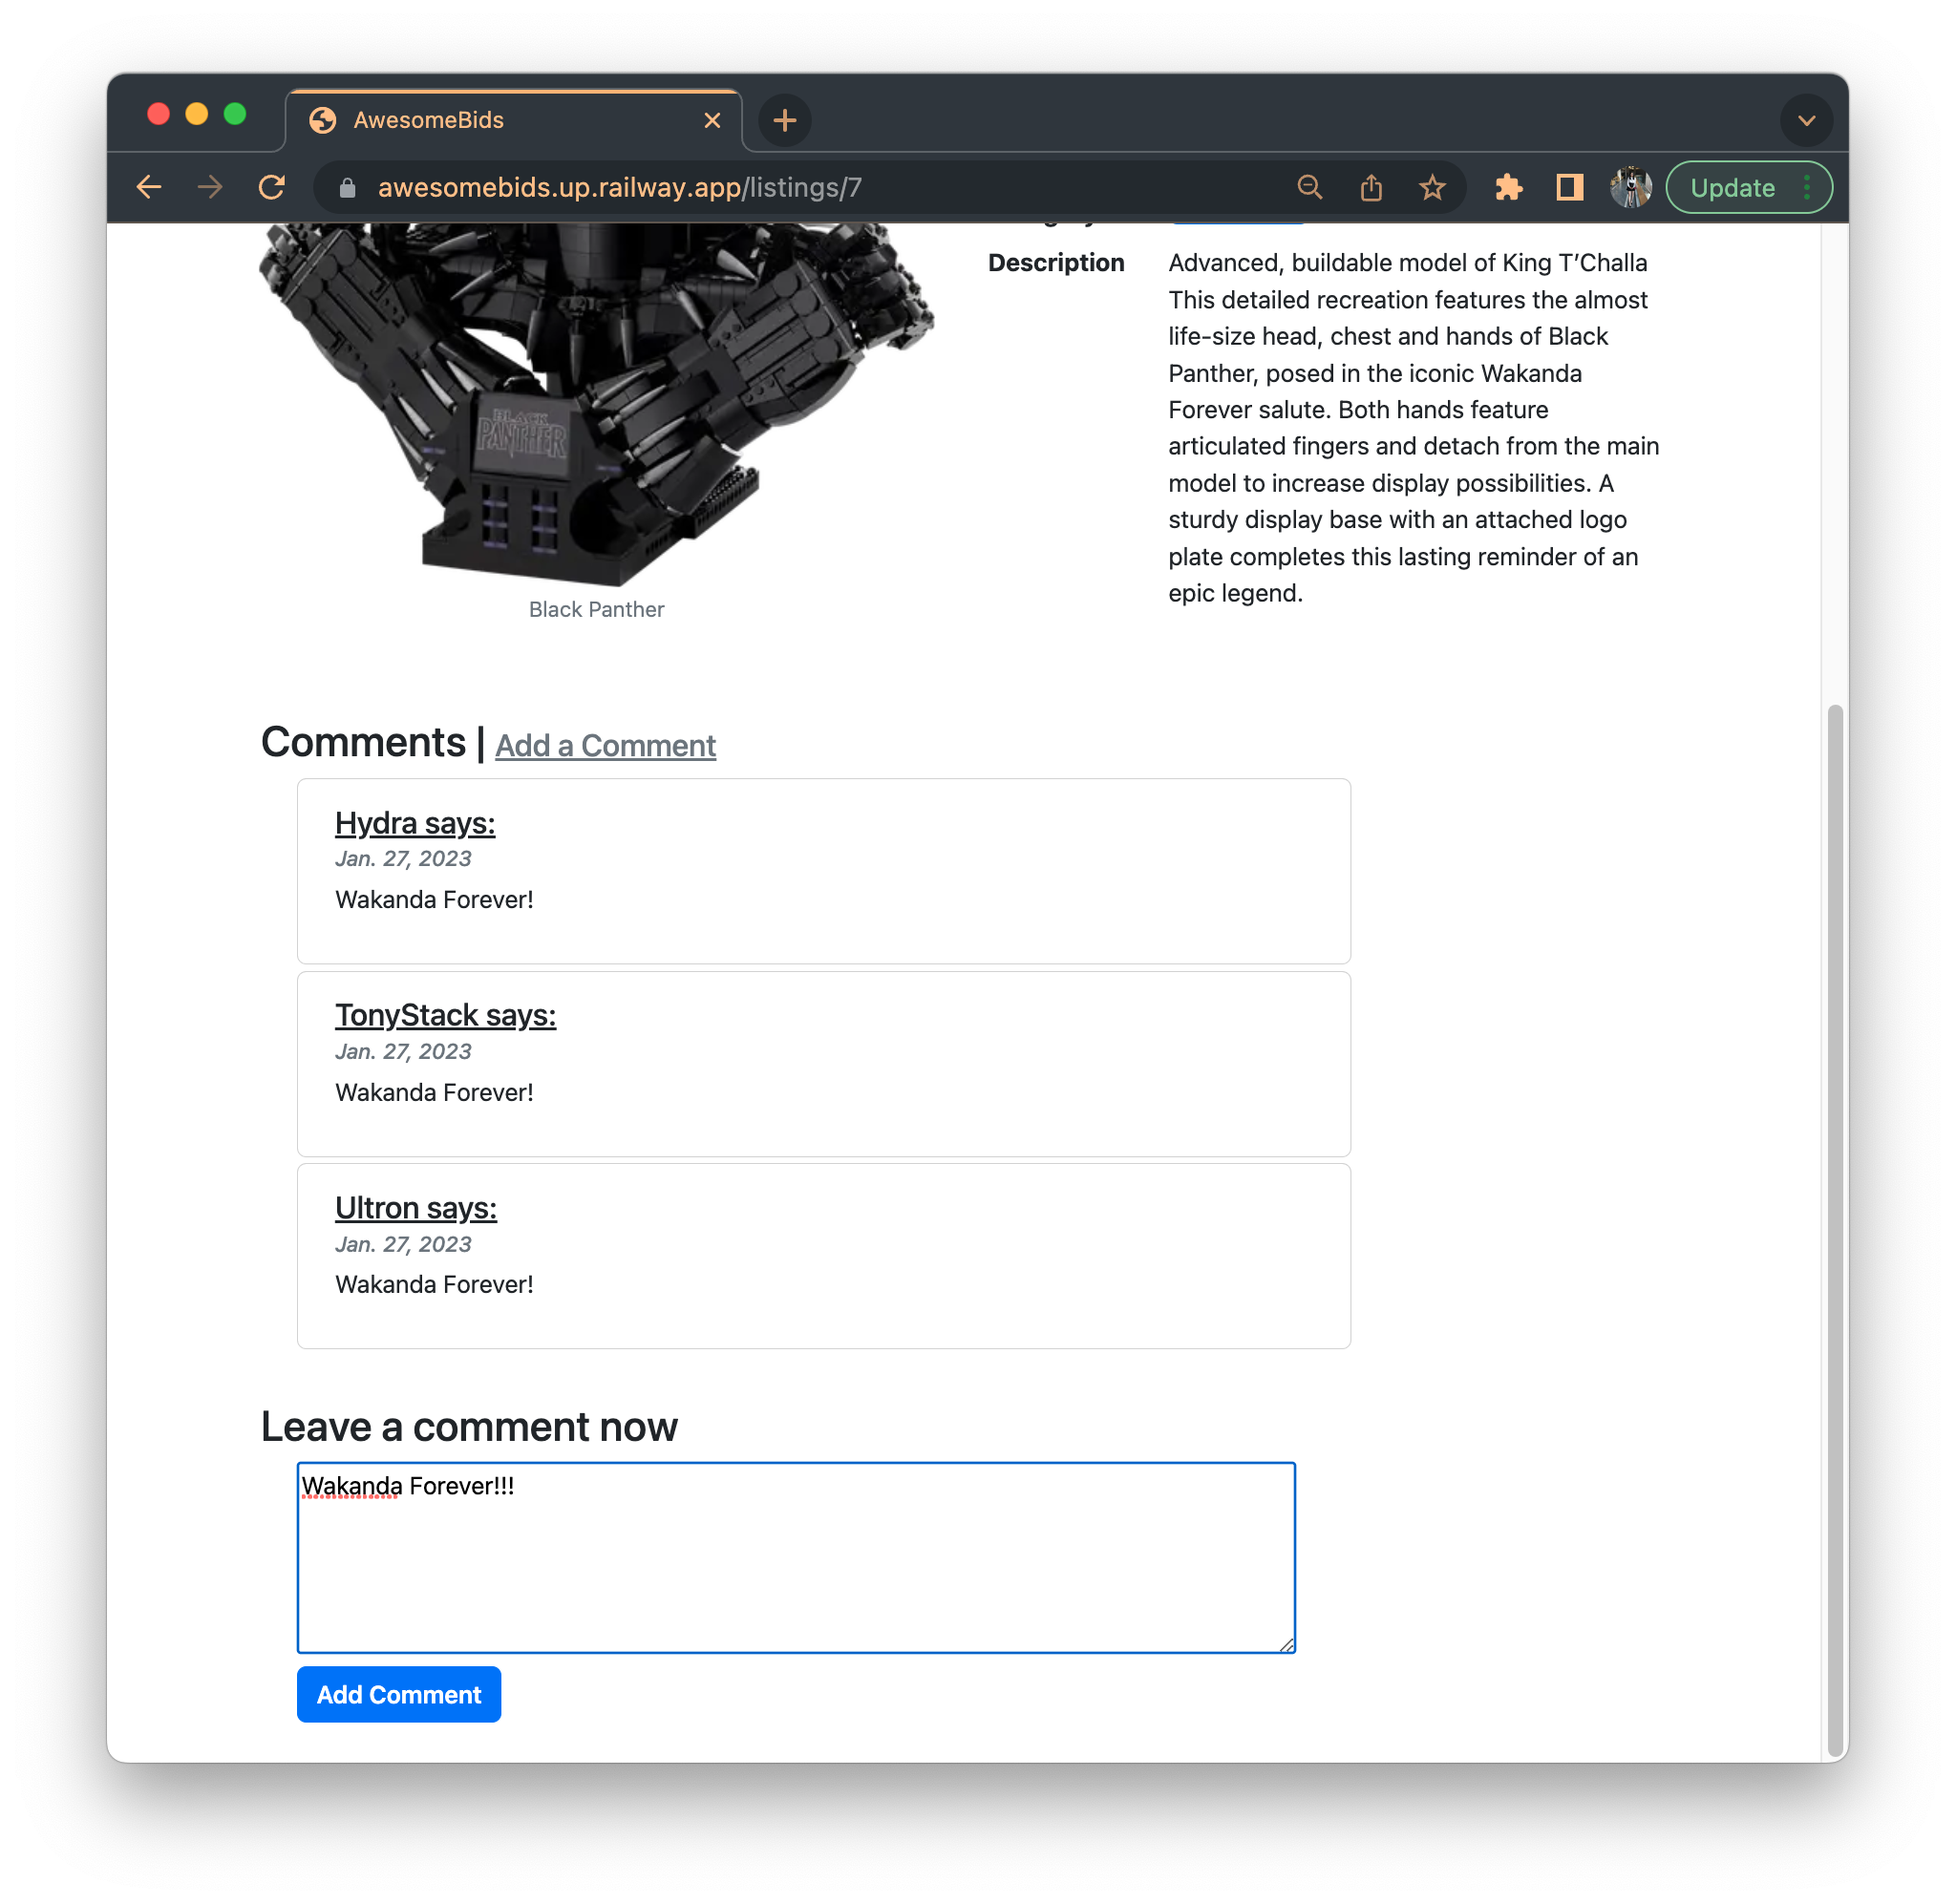 AwesomeBids
awesomebids.up.railway.app/listings/7
Update
BLACK
PANTHER
Black Panther
Description
Advanced, buildable model of King T’Challa
This detailed recreation features the almost
life-size head, chest and hands of Black
Panther, posed in the iconic Wakanda
Forever salute. Both hands feature
articulated fingers and detach from the main
model to increase display possibilities. A
sturdy display base with an attached logo
plate completes this lasting reminder of an
epic legend.
Comments | Add a Comment
Hydra says:
Jan. 27, 2023
Wakanda Forever!
TonyStack says:
Jan. 27, 2023
Wakanda Forever!
Ultron says:
Jan. 27, 2023
Wakanda Forever!
Leave a comment now
Wakanda Forever!!!
Add Comment